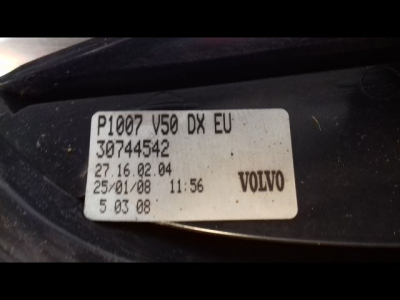 P1007 V50 DX EU
30744542
27.16.02.04
25/01/08 11:56 VOLVO
5 03 08